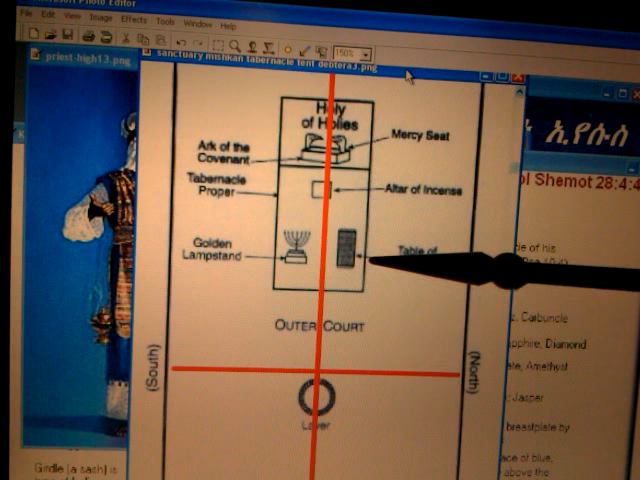 Microsoft Photo Editor
File Edit View Image Effects Tools Window Help
150%
priest-high13.png
sanctuary mishkan tabernacle tent debtera3.png
ኢየሱስ
Shemot 28:4
Holy
of Holies
Mercy Seat
Ark of the
Covenant
Tabernacle
Proper
Altar of Incense
Golden
Lampstand
Table of
OUTER COURT
(South)
(North)
Laver
de of his
Carbuncle
Diamond
Amethyst
Jasper
breastplate by
ace of blue,
above the
Girdle (a sash) is